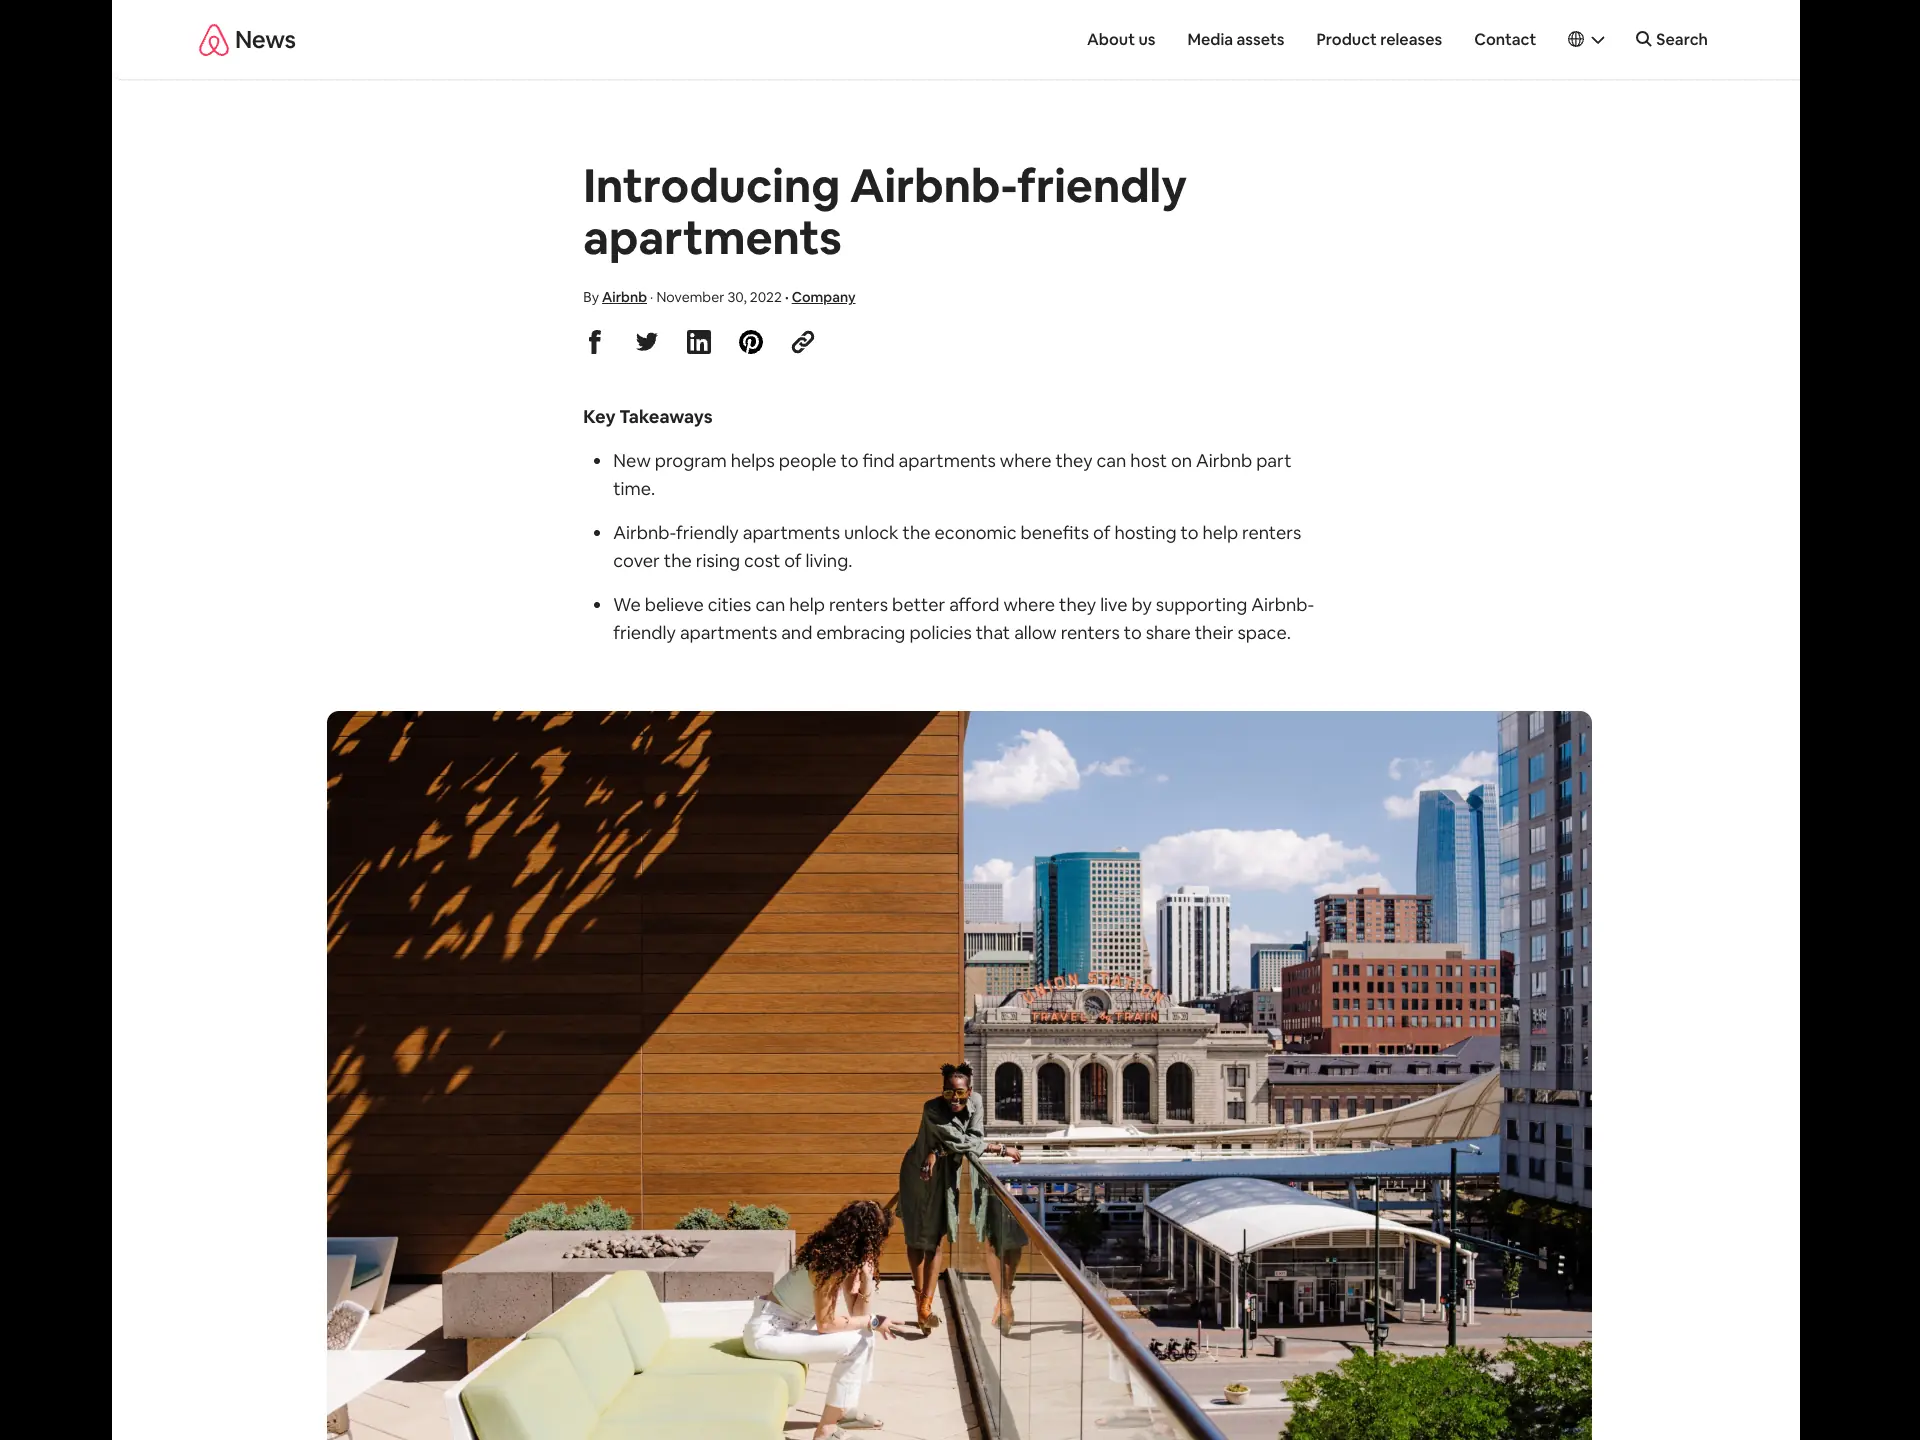 News
About us Media assets Product releases Contact Search
Introducing Airbnb-friendly
apartments
By Airbnb · November 30, 2022 · Company
Key Takeaways
• New program helps people to find apartments where they can host on Airbnb part
time.
• Airbnb-friendly apartments unlock the economic benefits of hosting to help renters
cover the rising cost of living.
• We believe cities can help renters better afford where they live by supporting Airbnb-
friendly apartments and embracing policies that allow renters to share their space.
UNION STATION
TRAVEL by TRAIN